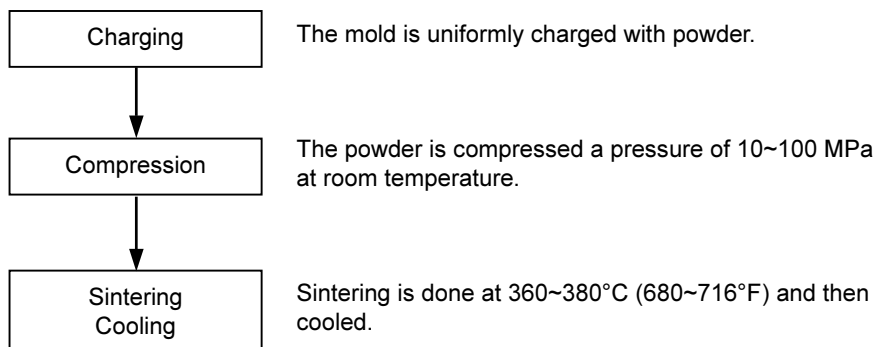 Charging
The mold is uniformly charged with powder.
Compression
The powder is compressed a pressure of 10~100 MPa
at room temperature.
Sintering
Cooling
Sintering is done at 360~380°C (680~716°F) and then
cooled.